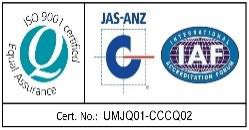 ISO 9001 Certified
Equal Assurance
JAS-ANZ
INTERNATIONAL
IAF
ACCREDITATION FORUM
Cert. No.: UMJQ01-CCCQ02